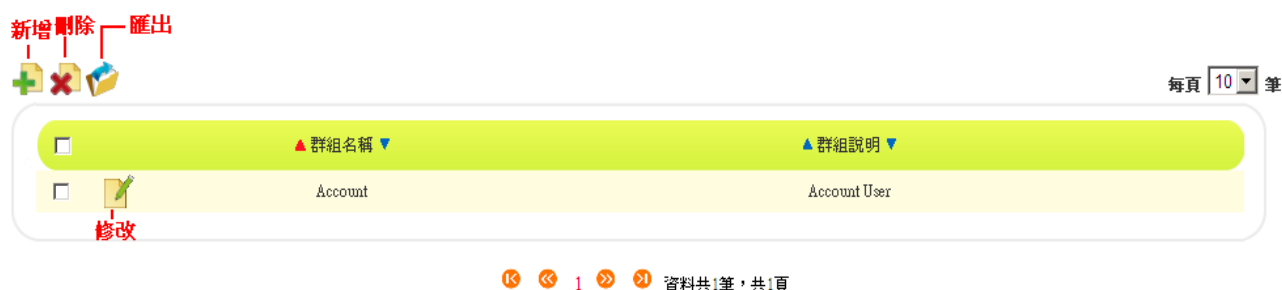 新增 刪除 匯出
每頁 10 筆
群組名稱 群組說明
Account Account User
修改
1 資料共1筆，共1頁